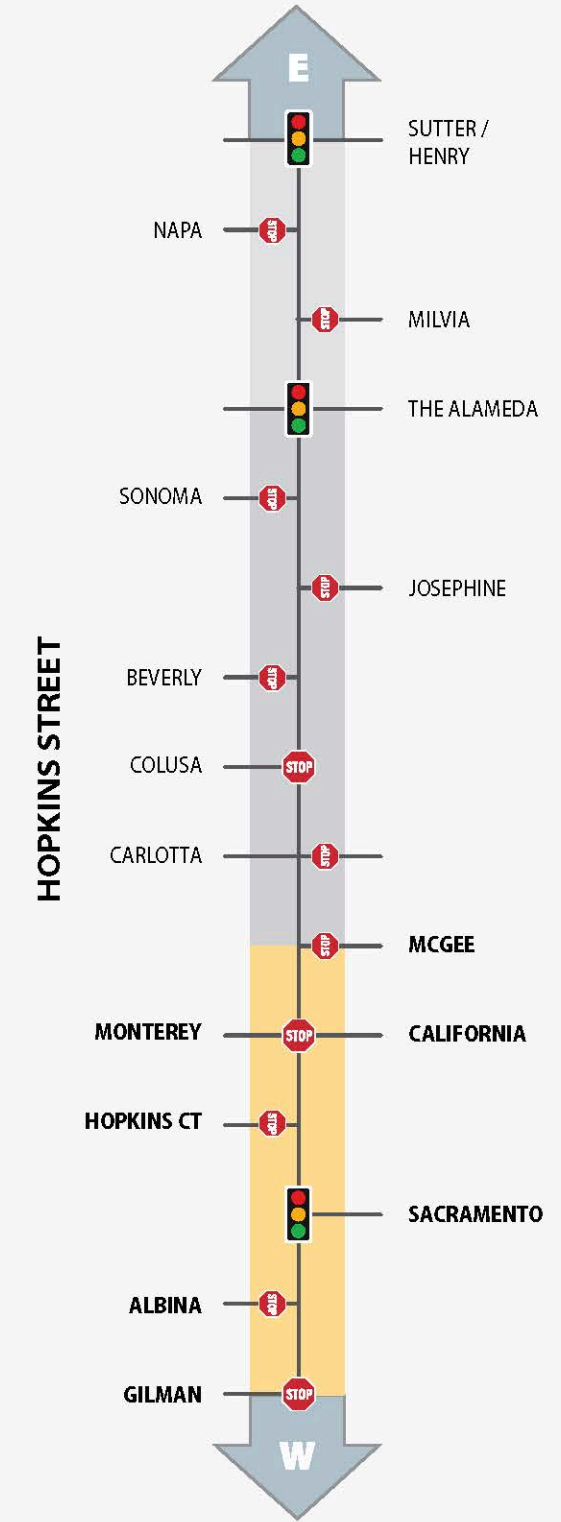 E
SUTTER /
HENRY
STOP
NAPA
STOP
MILVIA
THE ALAMEDA
STOP
SONOMA
STOP
JOSEPHINE
STOP
BEVERLY
STOP
COLUSA
STOP
CARLOTTA
STOP
MCGEE
HOPKINS STREET
MONTEREY
STOP
CALIFORNIA
HOPKINS CT
STOP
SACRAMENTO
ALBINA
STOP
GILMAN
STOP
W